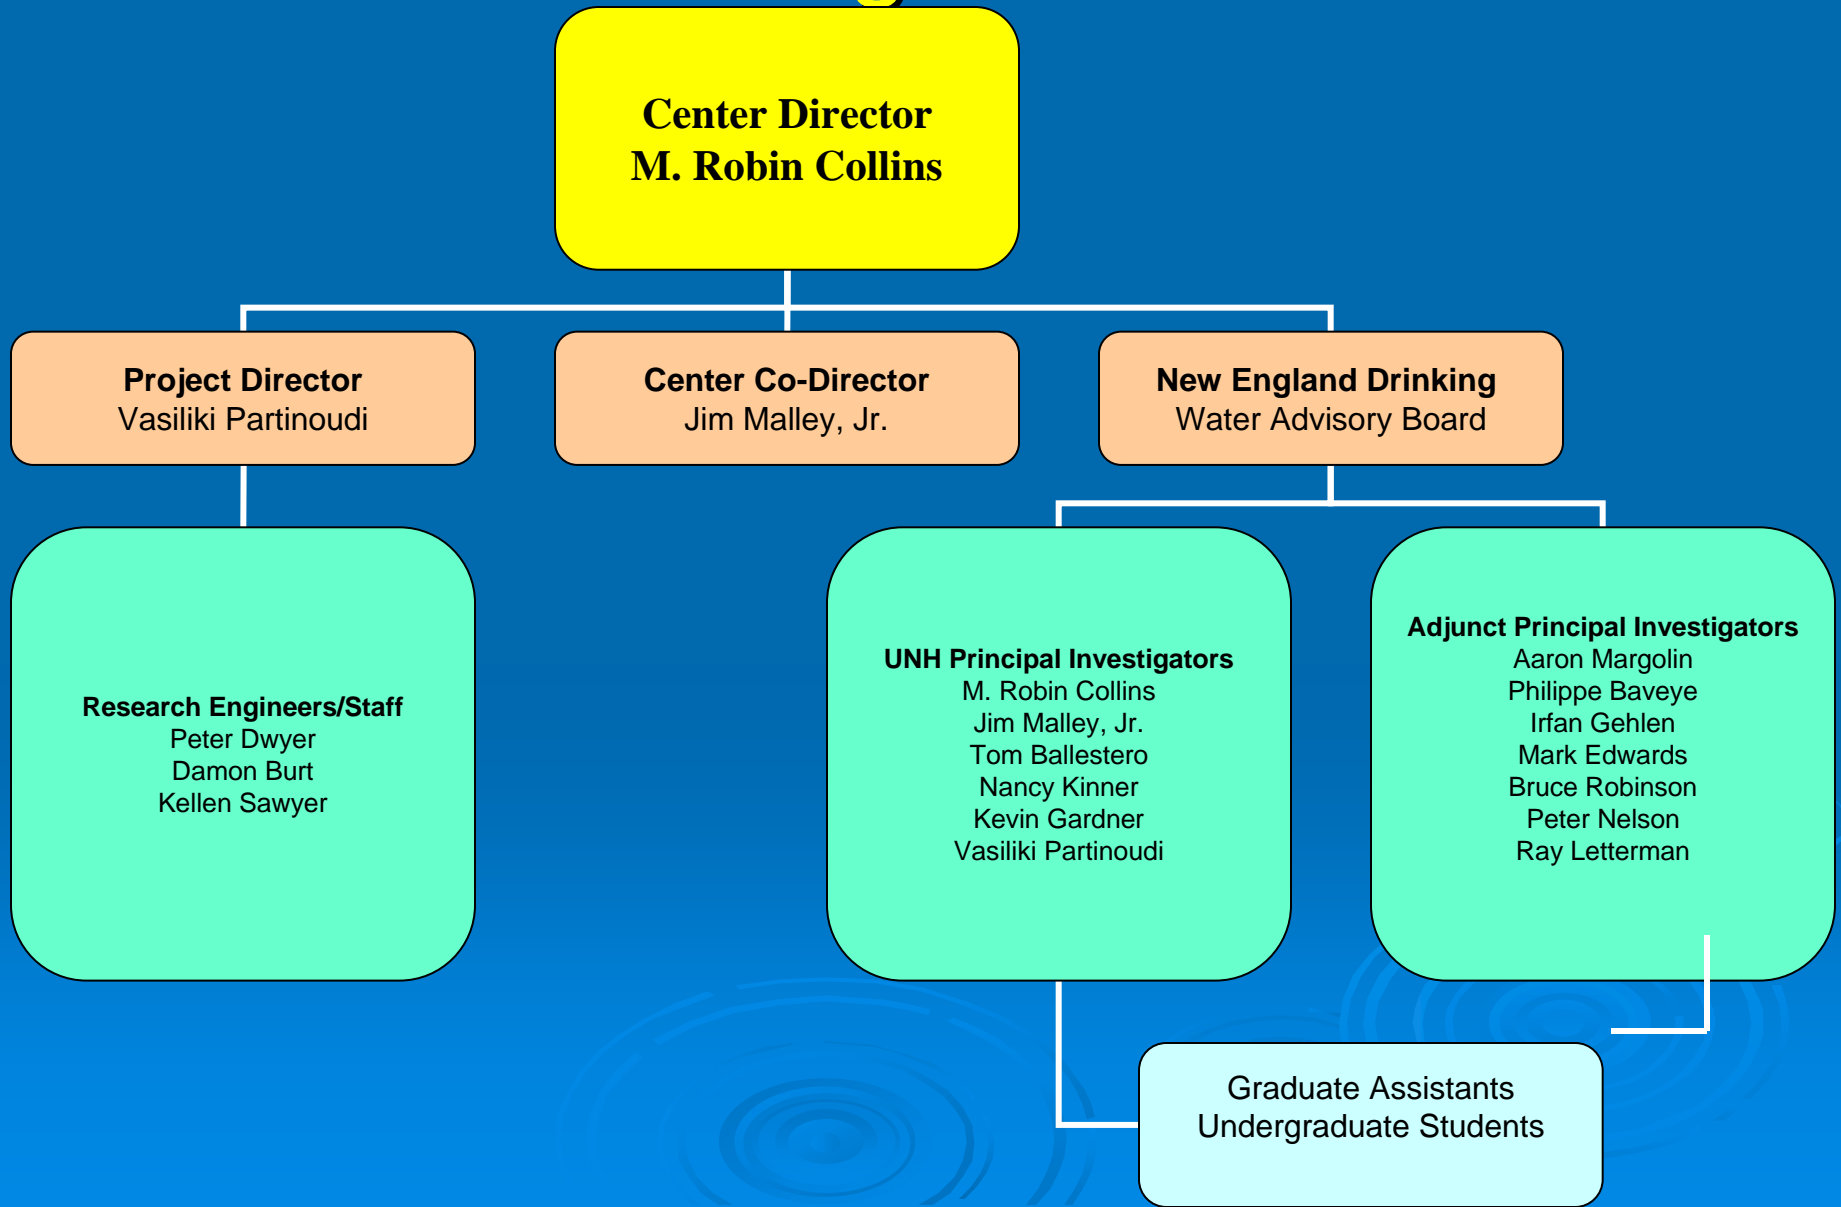 Center Director
M. Robin Collins
Project Director
Vasiliki Partinoudi
Center Co-Director
Jim Malley, Jr.
New England Drinking
Water Advisory Board
Research Engineers/Staff
Peter Dwyer
Damon Burt
Kellen Sawyer
UNH Principal Investigators
M. Robin Collins
Jim Malley, Jr.
Tom Ballestero
Nancy Kinner
Kevin Gardner
Vasiliki Partinoudi
Adjunct Principal Investigators
Aaron Margolin
Philippe Baveye
Irfan Gehlen
Mark Edwards
Bruce Robinson
Peter Nelson
Ray Letterman
Graduate Assistants
Undergraduate Students